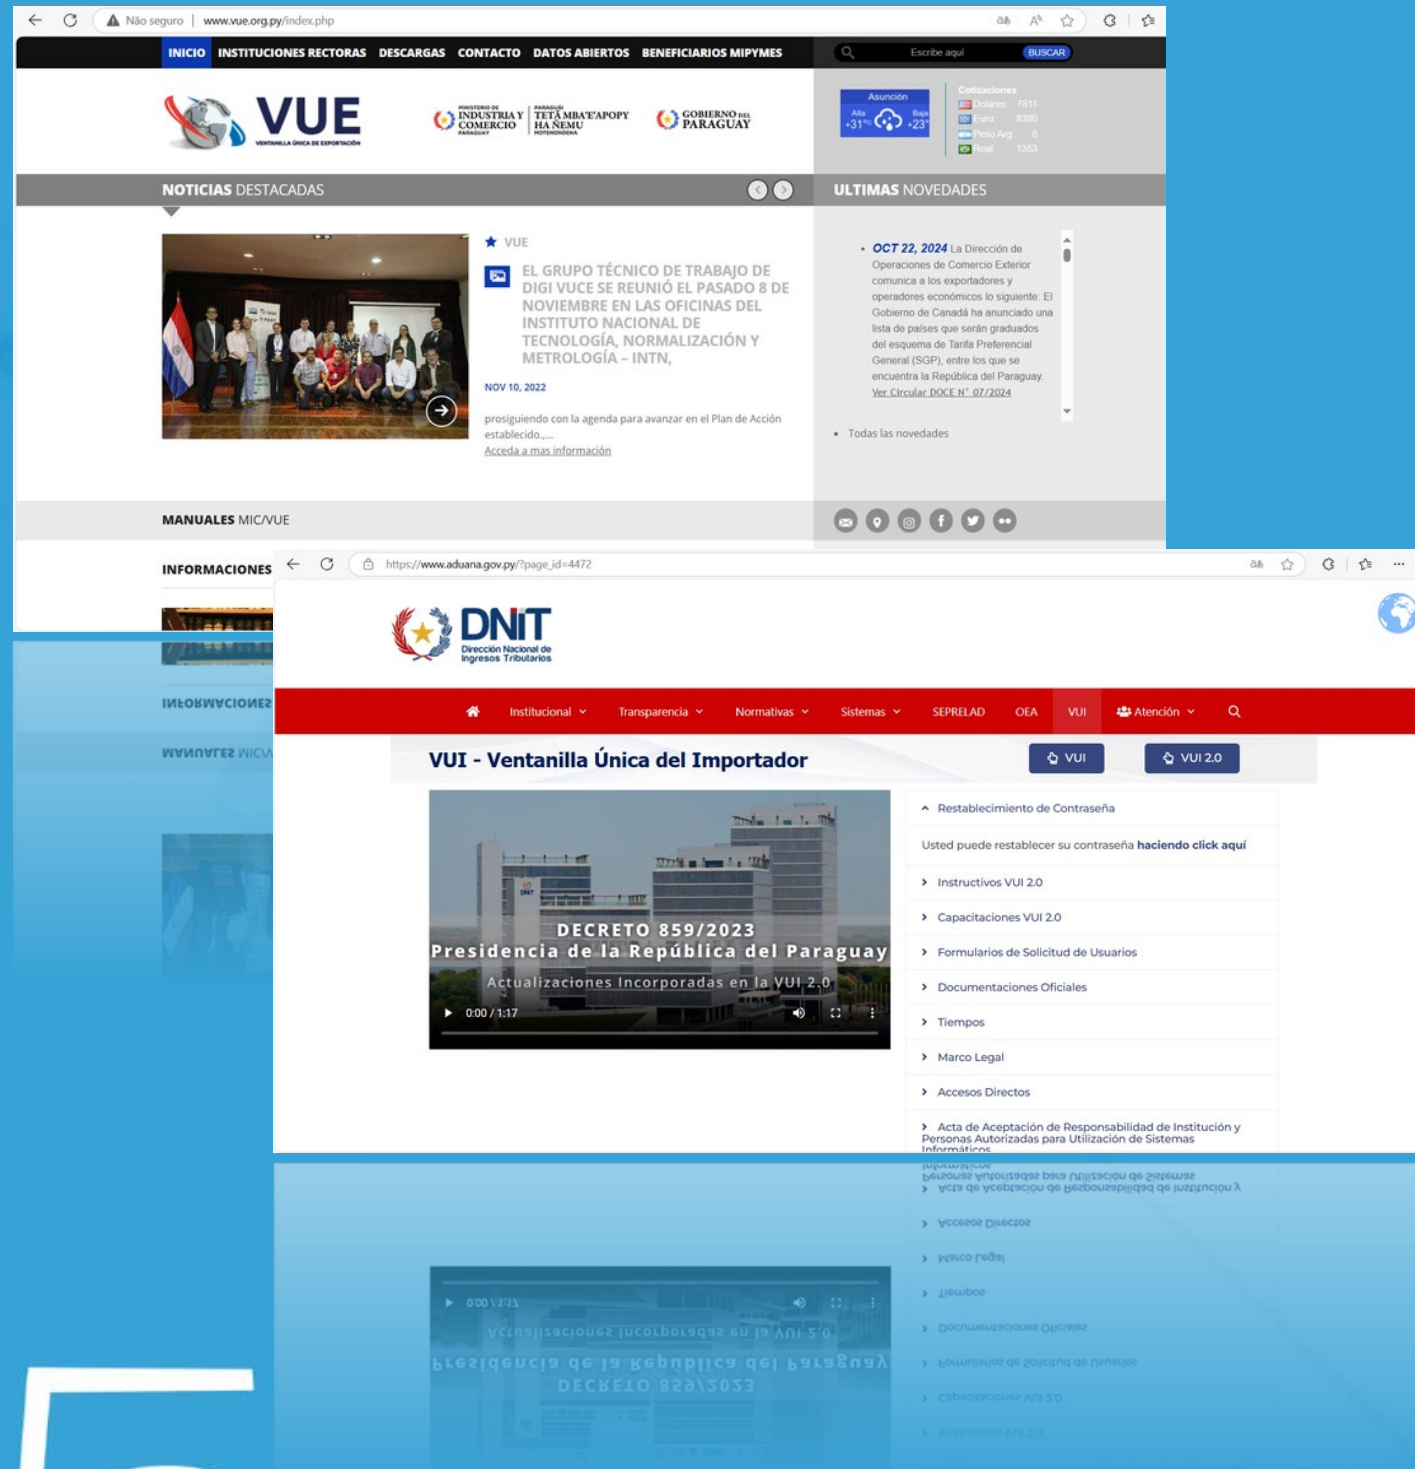 Não seguro | www.vue.org.py/index.php
INICIO INSTITUCIONES RECTORAS DESCARGAS CONTACTO DATOS ABIERTOS BENEFICIARIOS MIPYMES
Escribe aquí BUSCAR
VUE
VENTANILLA ÚNICA DE EXPORTACIÓN
MINISTERIO DE
INDUSTRIA Y
COMERCIO
PARAGUAY
PARAGUÁI
TETÃ MBA'E'APOPY
HA ÑEMU
MOTENONDEHA
GOBIERNO DEL
PARAGUAY
Asunción
Alta
+31°C
Baja
+23°
Cotizaciones
Dolares: 7811
Euro: 8380
Peso Arg: 8
Real: 1353
NOTICIAS DESTACADAS
ULTIMAS NOVEDADES
VUE
EL GRUPO TÉCNICO DE TRABAJO DE
DIGI VUCE SE REUNIÓ EL PASADO 8 DE
NOVIEMBRE EN LAS OFICINAS DEL
INSTITUTO NACIONAL DE
TECNOLOGÍA, NORMALIZACIÓN Y
METROLOGÍA – INTN,
NOV 10, 2022
prosiguiendo con la agenda para avanzar en el Plan de Acción
establecido.,...
Acceda a mas información
OCT 22, 2024 La Dirección de
Operaciones de Comercio Exterior
comunica a los exportadores y
operadores económicos lo siguiente: El
Gobierno de Canadá ha anunciado una
lista de países que serán graduados
del esquema de Tarifa Preferencial
General (SGP), entre los que se
encuentra la República del Paraguay.
Ver Circular DOCE N° 07/2024
Todas las novedades
MANUALES MIC/VUE
INFORMACIONES
https://www.aduana.gov.py/?page_id=4472
DNIT
Dirección Nacional de
Ingresos Tributarios
Institucional Transparencia Normativas Sistemas SEPRELAD OEA VUI Atención
VUI - Ventanilla Única del Importador
VUI VUI 2.0
DNIT
DECRETO 859/2023
Presidencia de la República del Paraguay
Actualizaciones Incorporadas en la VUI 2.0
0:00 / 1:17
Restablecimiento de Contraseña
Usted puede restablecer su contraseña haciendo click aquí
Instructivos VUI 2.0
Capacitaciones VUI 2.0
Formularios de Solicitud de Usuarios
Documentaciones Oficiales
Tiempos
Marco Legal
Accesos Directos
Acta de Aceptación de Responsabilidad de Institución y
Personas Autorizadas para Utilización de Sistemas
Informáticos